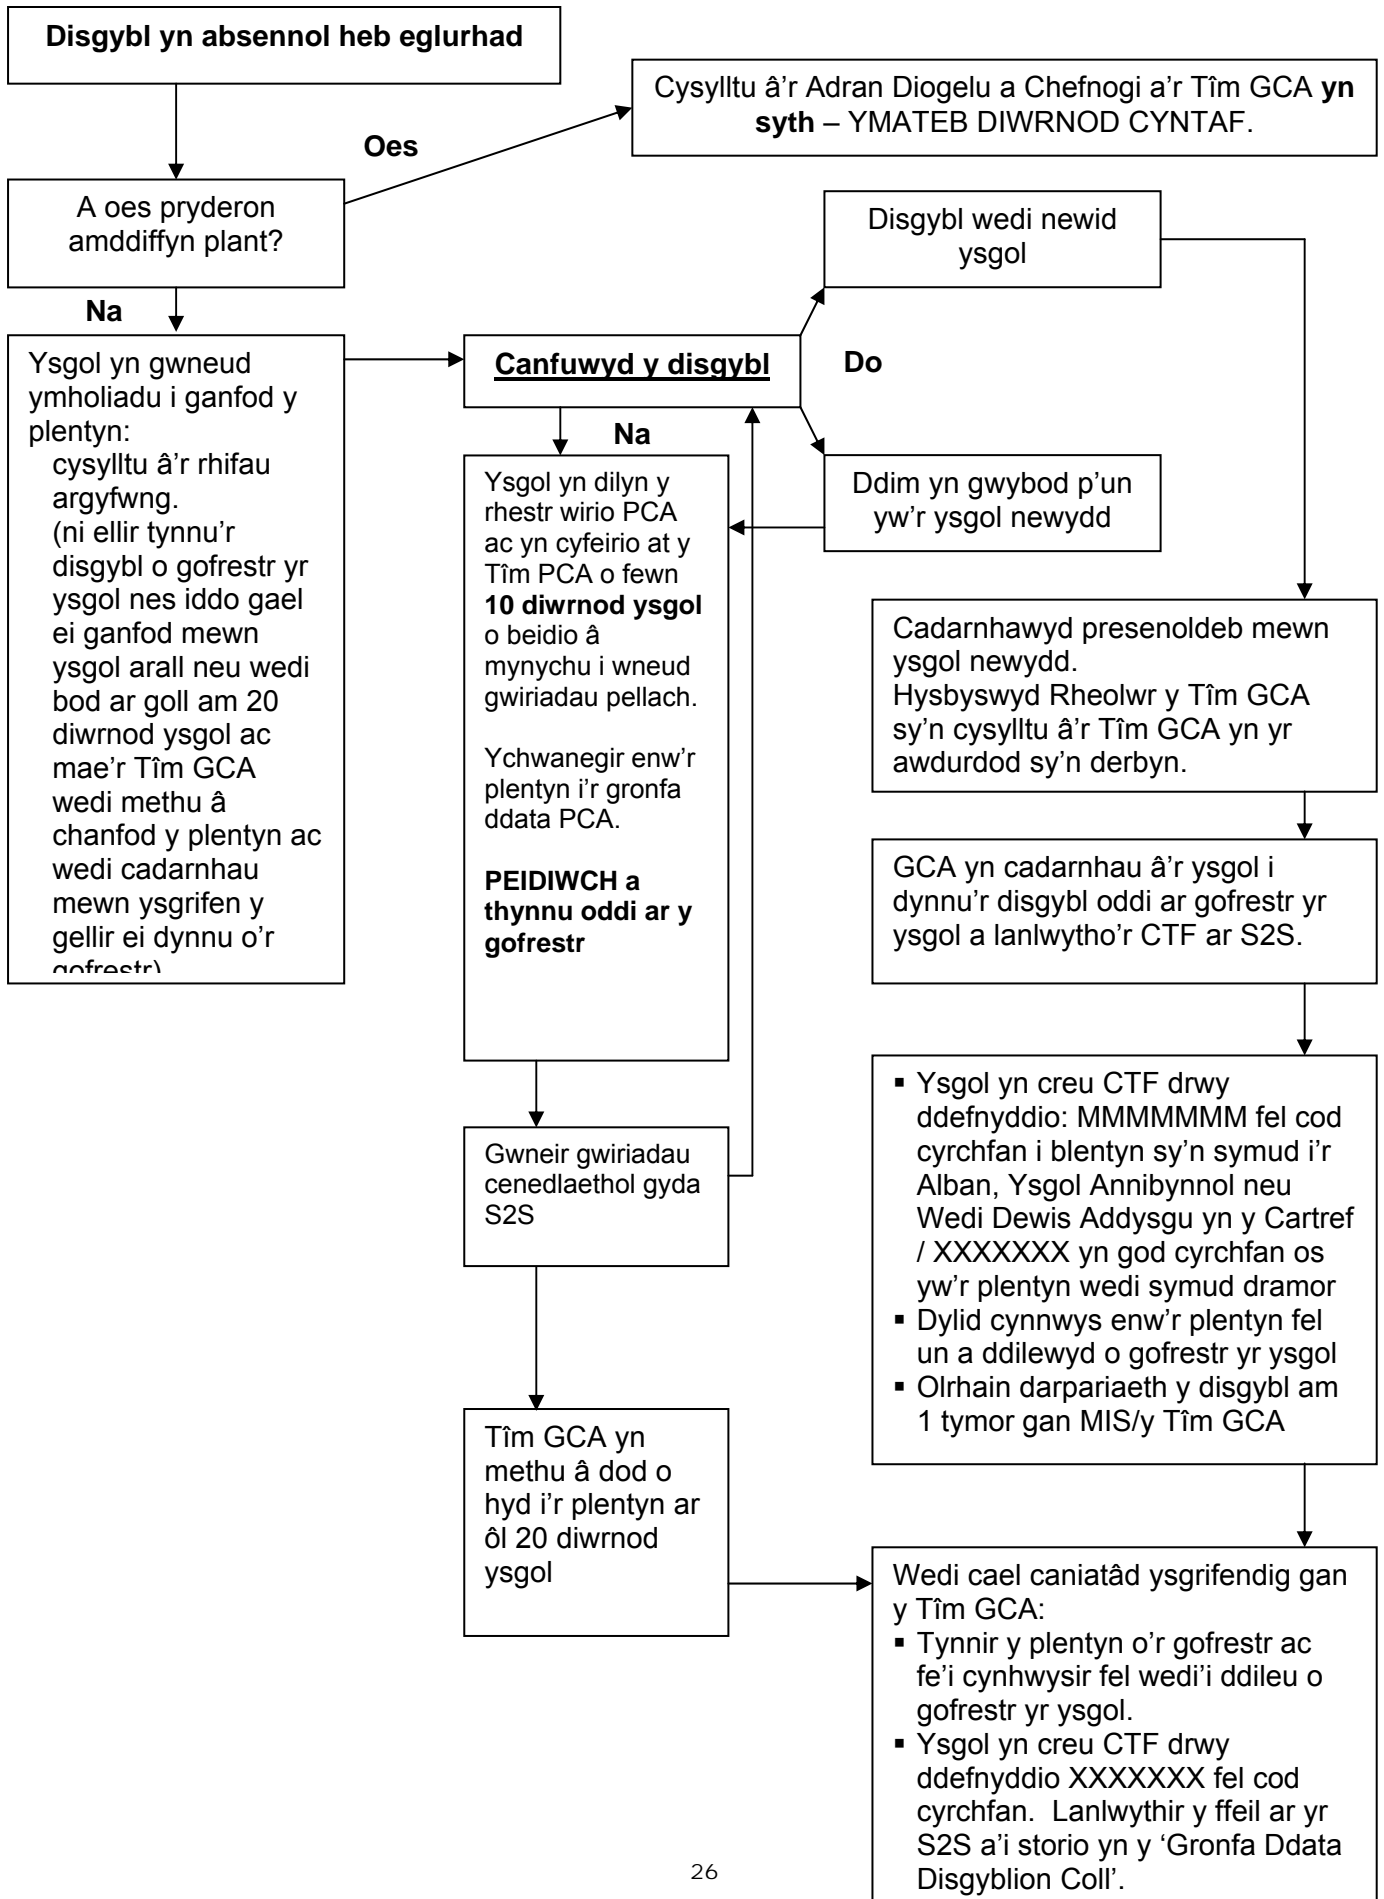 Disgybl yn absennol heb eglurhad
Cysylltu â'r Adran Diogelu a Chefnogi a'r Tîm GCA yn
syth – YMATEB DIWRNOD CYNTAF.
Oes
A oes pryderon
amddiffyn plant?
Na
Disgybl wedi newid
ysgol
Ysgol yn gwneud
ymholiadu i ganfod y
plentyn:
cysylltu â'r rhifau
argyfwng.
(ni ellir tynnu'r
disgybl o gofrestr yr
ysgol nes iddo gael
ei ganfod mewn
ysgol arall neu wedi
bod ar goll am 20
diwrnod ysgol ac
mae'r Tîm GCA
wedi methu â
chanfod y plentyn ac
wedi cadarnhau
mewn ysgrifen y
gellir ei dynnu o'r
gofrestr)
Canfuwyd y disgybl
Do
Na
Ddim yn gwybod p'un
yw'r ysgol newydd
Ysgol yn dilyn y
rhestr wirio PCA
ac yn cyfeirio at y
Tîm PCA o fewn
10 diwrnod ysgol
o beidio â
mynychu i wneud
gwiriadau pellach.
Ychwanegir enw'r
plentyn i'r gronfa
ddata PCA.
PEIDIWCH a
thynnu oddi ar y
gofrestr
Cadarnhawyd presenoldeb mewn
ysgol newydd.
Hysbyswyd Rheolwr y Tîm GCA
sy'n cysylltu â'r Tîm GCA yn yr
awdurdod sy'n derbyn.
GCA yn cadarnhau â'r ysgol i
dynnu'r disgybl oddi ar gofrestr yr
ysgol a lanlwytho'r CTF ar S2S.
▪ Ysgol yn creu CTF drwy
ddefnyddio: MMMMMMM fel cod
cyrchfan i blentyn sy'n symud i'r
Alban, Ysgol Annibynnol neu
Wedi Dewis Addysgu yn y Cartref
/ XXXXXXX yn god cyrchfan os
yw'r plentyn wedi symud dramor
▪ Dylid cynnwys enw'r plentyn fel
un a ddilewyd o gofrestr yr ysgol
▪ Olrhain darpariaeth y disgybl am
1 tymor gan MIS/y Tîm GCA
Gwneir gwiriadau
cenedlaethol gyda
S2S
Tîm GCA yn
methu â dod o
hyd i'r plentyn ar
ôl 20 diwrnod
ysgol
Wedi cael caniatâd ysgrifendig gan
y Tîm GCA:
▪ Tynnir y plentyn o'r gofrestr ac
fe'i cynhwysir fel wedi'i ddileu o
gofrestr yr ysgol.
▪ Ysgol yn creu CTF drwy
ddefnyddio XXXXXXX fel cod
cyrchfan. Lanlwythir y ffeil ar yr
S2S a'i storio yn y 'Gronfa Ddata
Disgyblion Coll'.
26